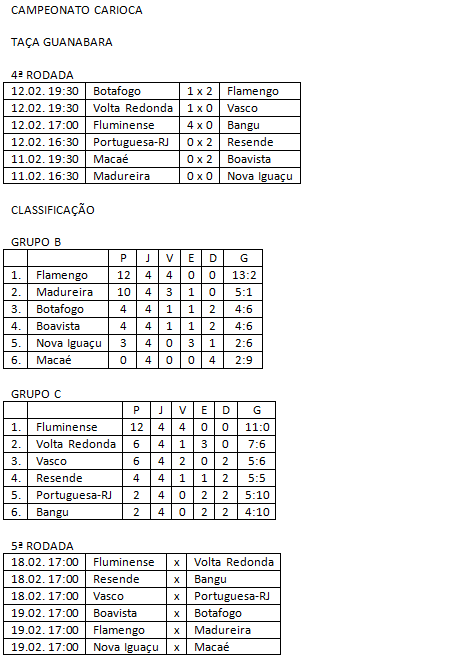 CAMPEONATO CARIOCA
TAÇA GUANABARA
4ª RODADA
12.02. 19:30 Botafogo 1 x 2 Flamengo
12.02. 19:30 Volta Redonda 1 x 0 Vasco
12.02. 17:00 Fluminense 4 x 0 Bangu
12.02. 16:30 Portuguesa-RJ 0 x 2 Resende
11.02. 19:30 Macaé 0 x 2 Boavista
11.02. 16:30 Madureira 0 x 0 Nova Iguaçu
CLASSIFICAÇÃO
GRUPO B
P J V E D G
1. Flamengo 12 4 4 0 0 13:2
2. Madureira 10 4 3 1 0 5:1
3. Botafogo 4 4 1 1 2 4:6
4. Boavista 4 4 1 1 2 4:6
5. Nova Iguaçu 3 4 0 3 1 2:6
6. Macaé 0 4 0 0 4 2:9
GRUPO C
P J V E D G
1. Fluminense 12 4 4 0 0 11:0
2. Volta Redonda 6 4 1 3 0 7:6
3. Vasco 6 4 2 0 2 5:6
4. Resende 4 4 1 1 2 5:5
5. Portuguesa-RJ 2 4 0 2 2 5:10
6. Bangu 2 4 0 2 2 4:10
5ª RODADA
18.02. 17:00 Fluminense x Volta Redonda
18.02. 17:00 Resende x Bangu
18.02. 17:00 Vasco x Portuguesa-RJ
19.02. 17:00 Boavista x Botafogo
19.02. 17:00 Flamengo x Madureira
19.02. 17:00 Nova Iguaçu x Macaé